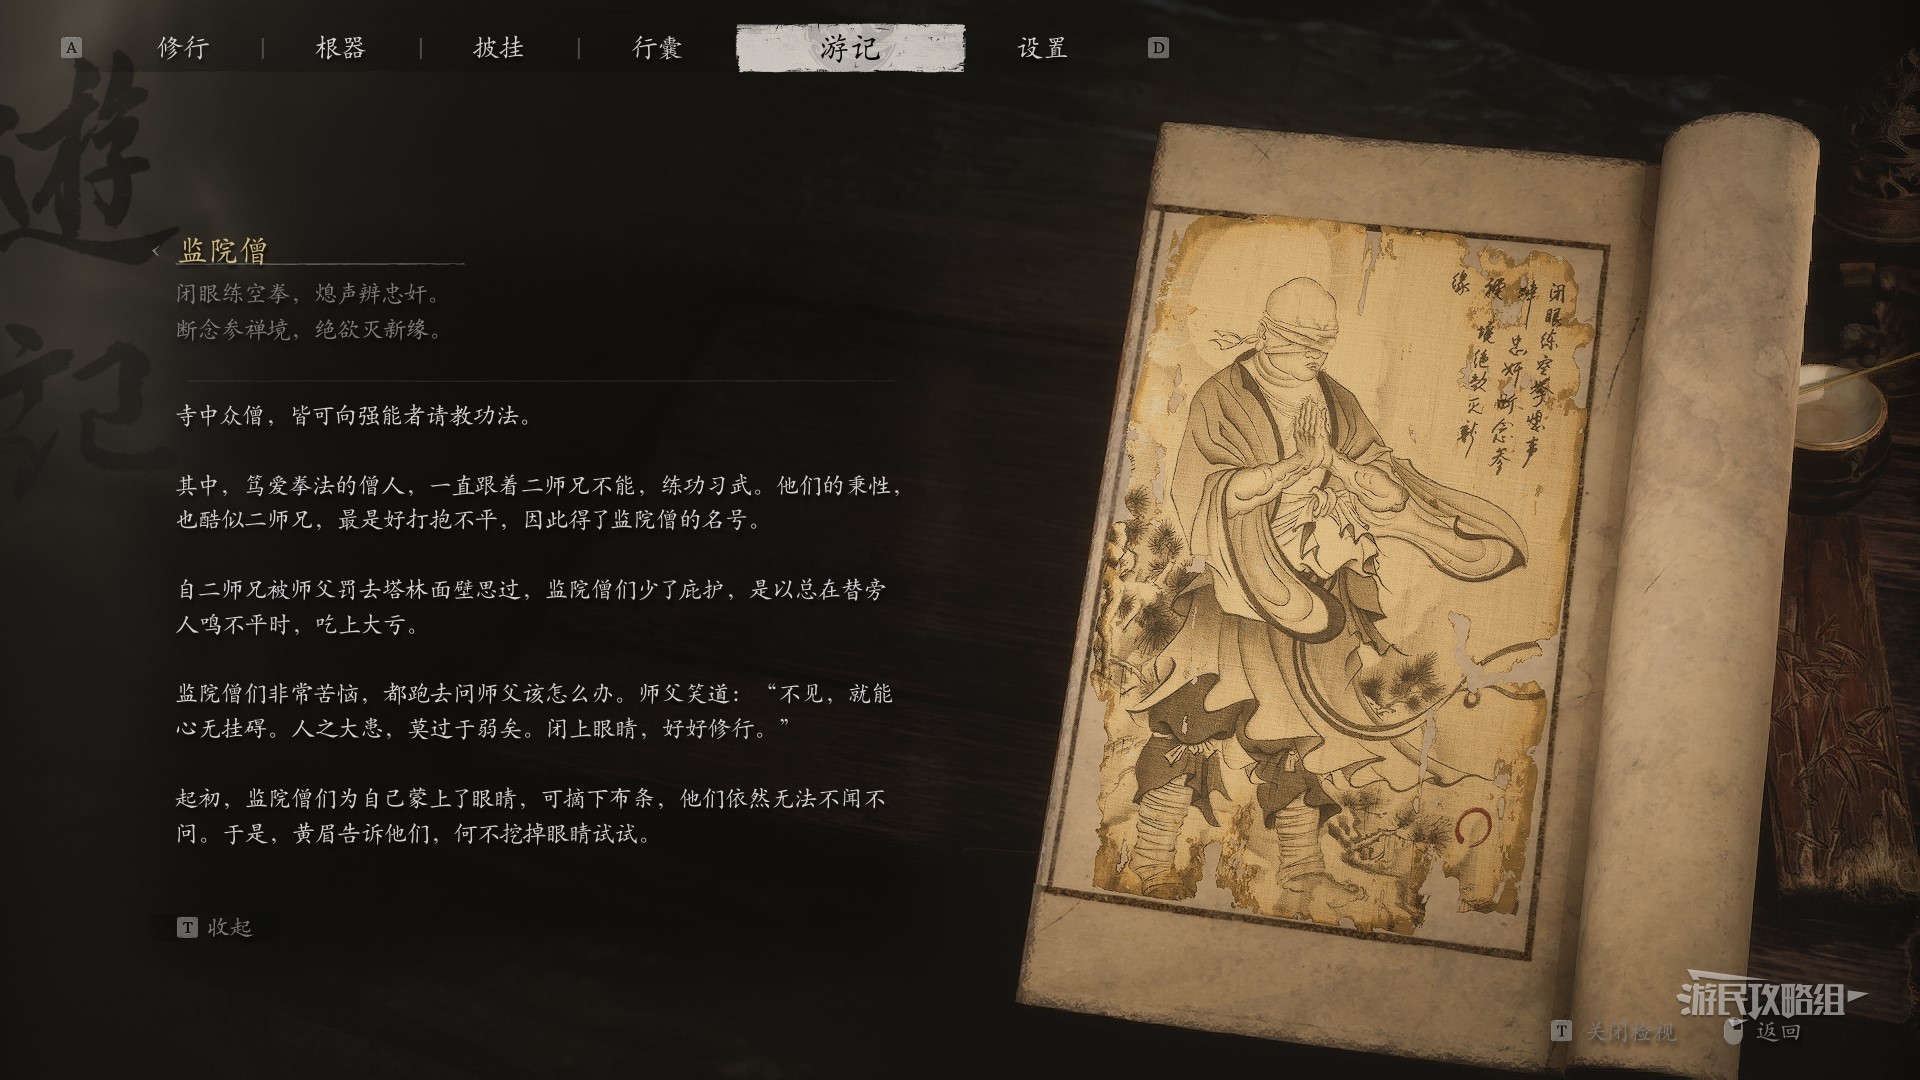 A 修行 | 根器 | 披挂 | 行囊 | 游记 设置 D
遊記
监院僧
闭眼练空拳，熄声辨忠奸。
断念参禅境，绝欲灭新缘。
寺中众僧，皆可向强能者请教功法。
其中，笃爱拳法的僧人，一直跟着二师兄不能，练功习武。他们的秉性，
也酷似二师兄，最是好打抱不平，因此得了监院僧的名号。
自二师兄被师父罚去塔林面壁思过，监院僧们少了庇护，是以总在替旁
人鸣不平时，吃上大亏。
监院僧们非常苦恼，都跑去问师父该怎么办。师父笑道：“不见，就能
心无挂碍。人之大患，莫过于弱矣。闭上眼睛，好好修行。”
起初，监院僧们为自己蒙上了眼睛，可摘下布条，他们依然无法不闻不
问。于是，黄眉告诉他们，何不挖掉眼睛试试。
T 收起
闭眼练空拳熄声
辨忠奸断念参
禅境绝欲灭新
缘
游民攻略组
T 关闭检视 返回